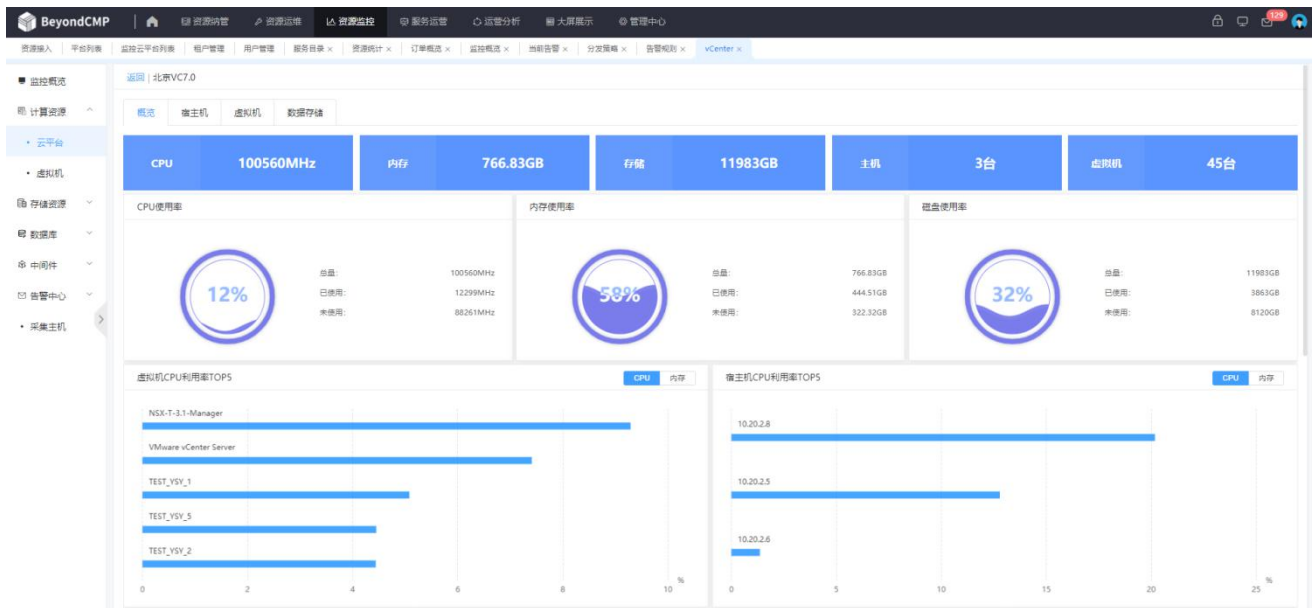 BeyondCMP 资源纳管 资源运维 资源监控 服务运营 运营分析 大屏展示 管理中心 129
资源接入 平台列表 监控云平台列表 租户管理 用户管理 服务目录 × 资源统计 × 订单概览 × 监控概览 × 当前告警 × 分发策略 × 告警规则 × vCenter ×
监控概览
计算资源
云平台
虚拟机
存储资源
数据库
中间件
告警中心
采集主机
返回 | 北京VC7.0
概览 宿主机 虚拟机 数据存储
CPU 100560MHz 内存 766.83GB 存储 11983GB 主机 3台 虚拟机 45台
CPU使用率
12%
总量: 100560MHz
已使用: 12299MHz
未使用: 88261MHz
内存使用率
58%
总量: 766.83GB
已使用: 444.51GB
未使用: 322.32GB
磁盘使用率
32%
总量: 11983GB
已使用: 3863GB
未使用: 8120GB
虚拟机CPU利用率TOP5 CPU 内存
NSX-T-3.1-Manager
VMware vCenter Server
TEST_YSY_1
TEST_YSY_5
TEST_YSY_2
0 2 4 6 8 10 %
宿主机CPU利用率TOP5 CPU 内存
10.20.2.8
10.20.2.5
10.20.2.6
0 5 10 15 20 25 %